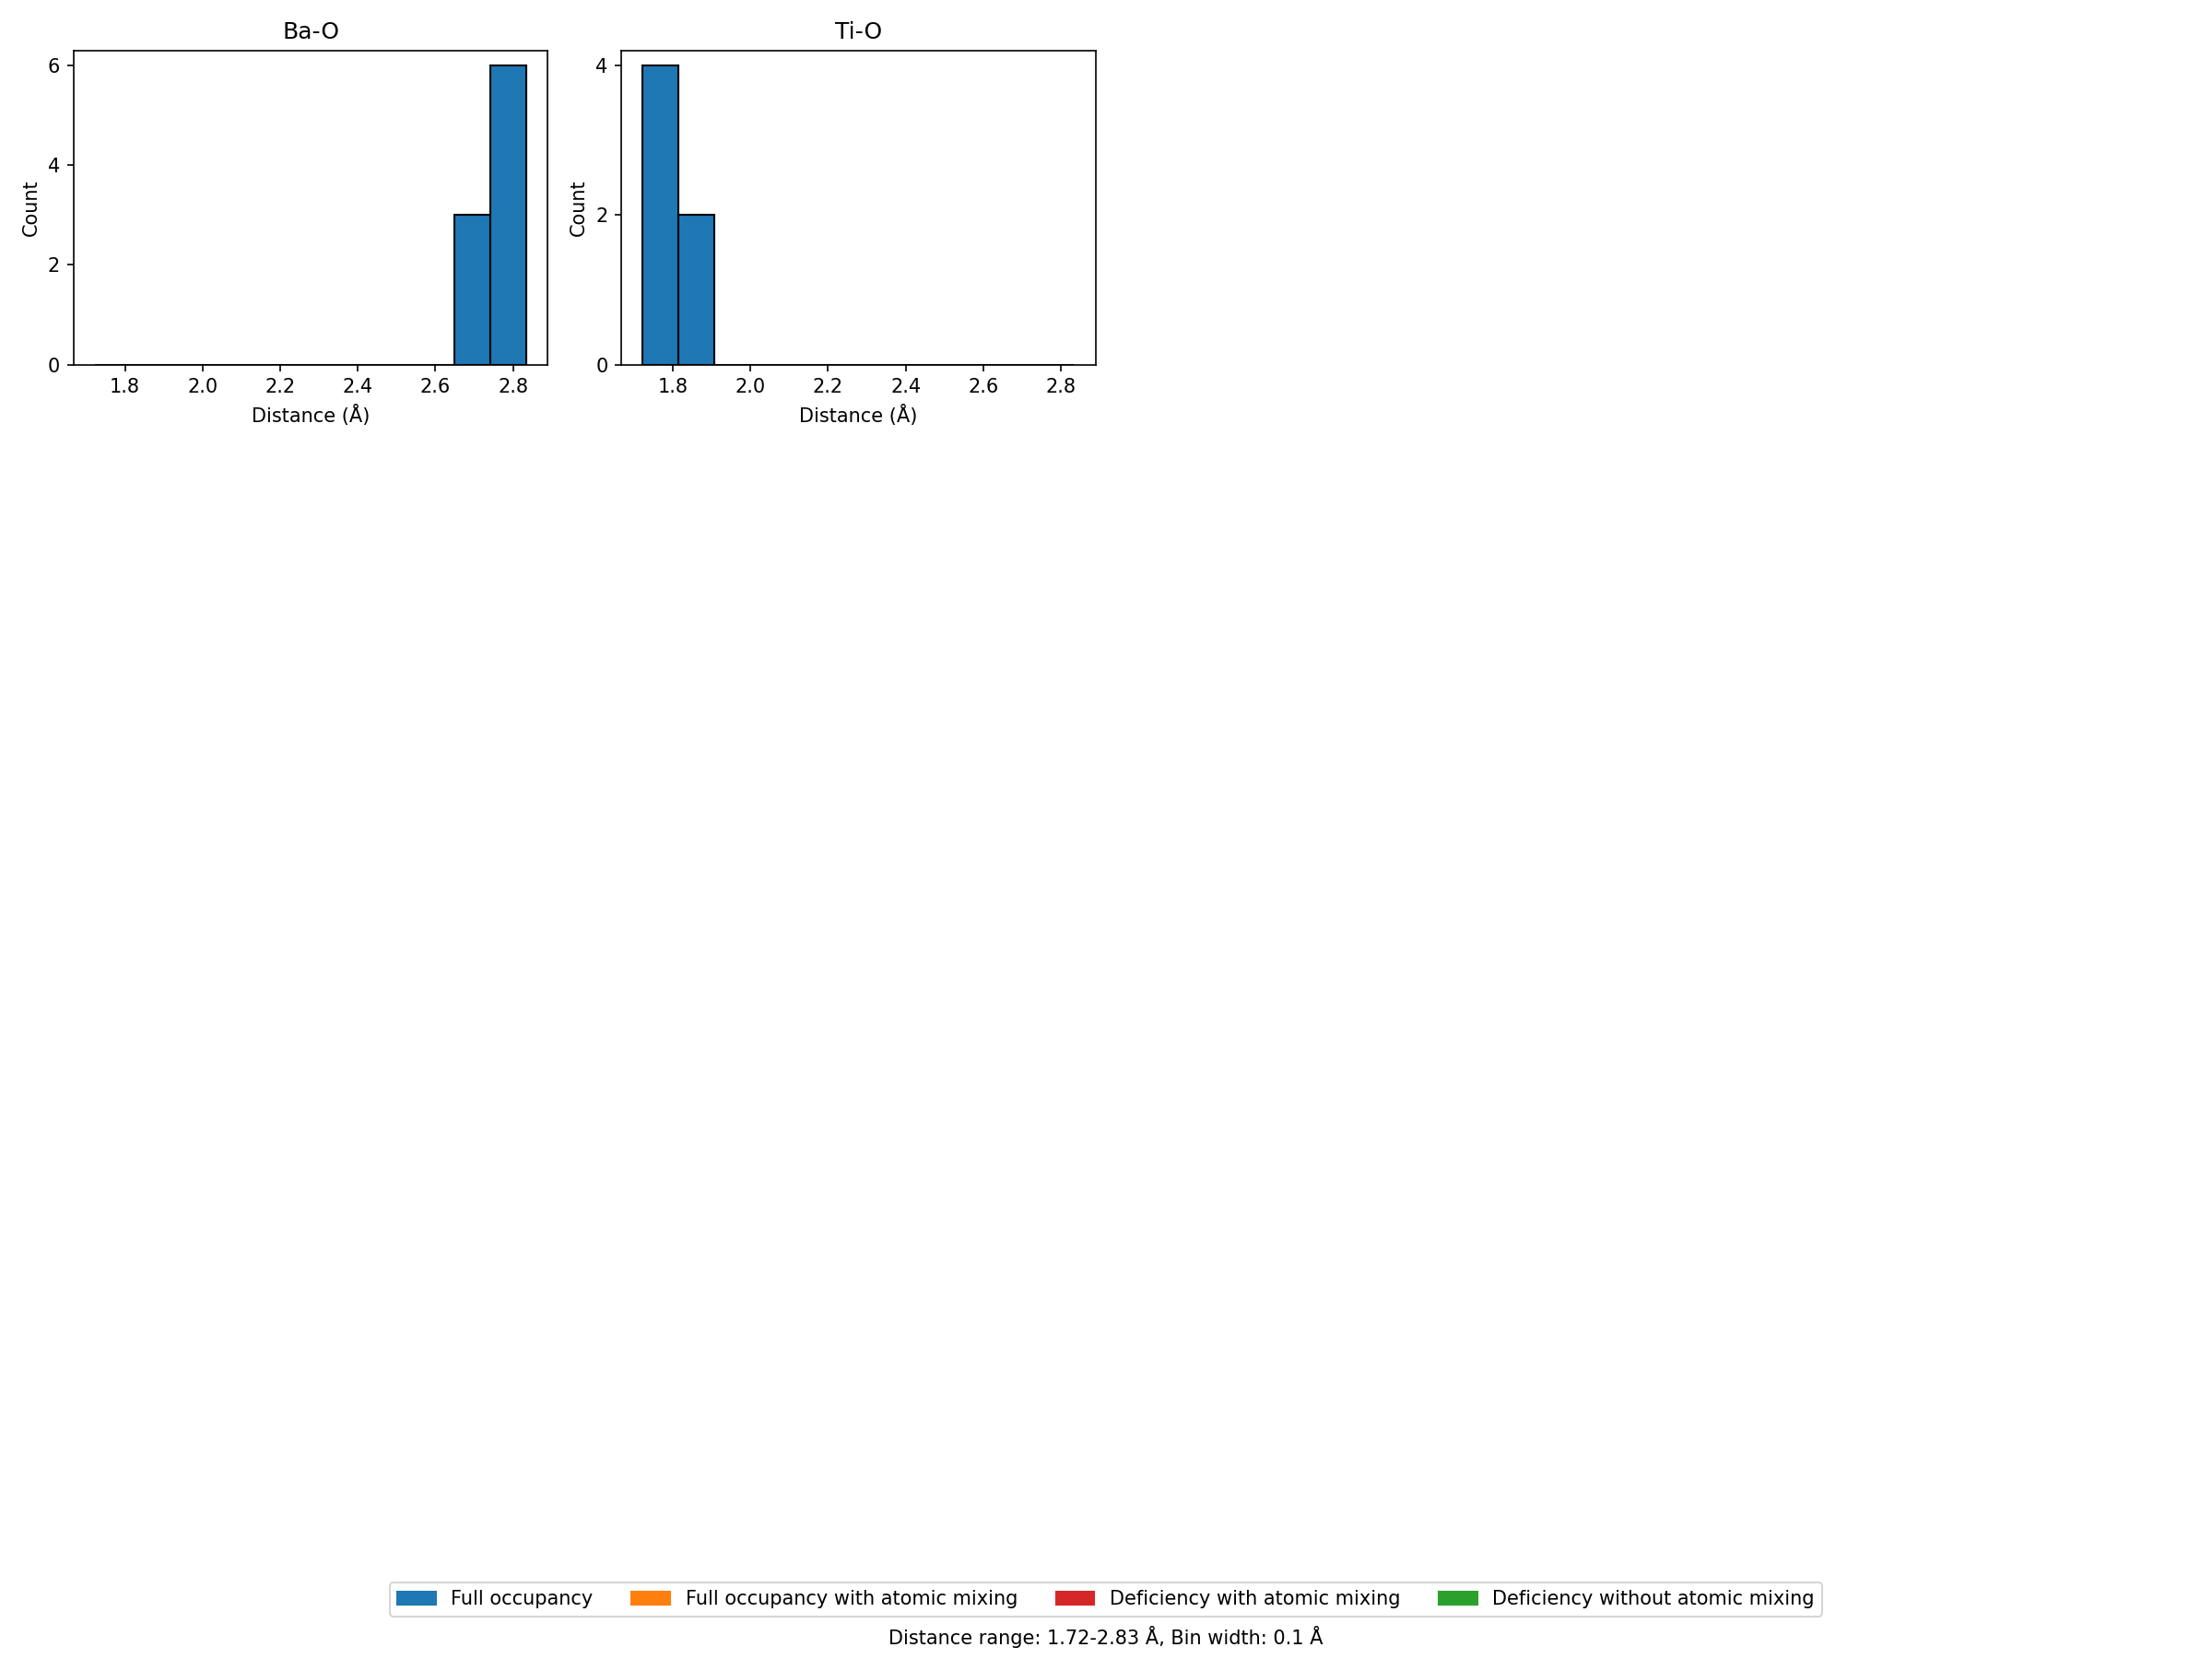 Ba-O
6
4
2
0
Count
1.8 2.0 2.2 2.4 2.6 2.8
Distance (Å)
Ti-O
4
2
0
Count
1.8 2.0 2.2 2.4 2.6 2.8
Distance (Å)
Full occupancy Full occupancy with atomic mixing Deficiency with atomic mixing Deficiency without atomic mixing
Distance range: 1.72-2.83 Å, Bin width: 0.1 Å